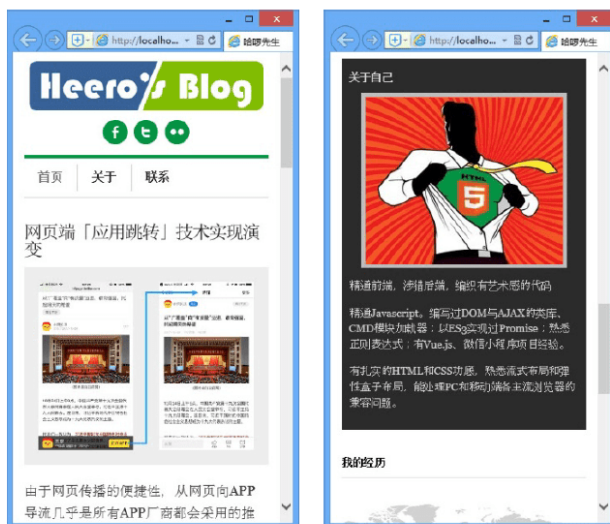 http://localho...
哈啰先生
Heero's Blog
首页
关于
联系
网页端「应用跳转」技术实现演
变
由于网页传播的便捷性，从网页向APP
导流几乎是所有APP厂商都会采用的推
http://localho...
哈啰先生
关于自己
HTML
5
精通前端，涉猎后端，编织有艺术感的代码
精通Javascript，编写过DOM与AJAX的类库、
CMD模块加载器；以ES9实现过Promise；熟悉
正则表达式；有Vue.js、微信小程序项目经验。
有扎实的HTML和CSS功底，熟悉流式布局和弹
性盒子布局，能处理PC和移动端各主流浏览器的
兼容问题。
我的经历